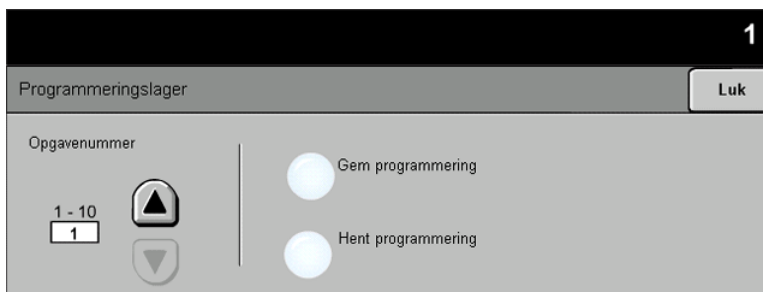 1
Programmeringslager
Luk
Opgavenummer
1 - 10
1
Gem programmering
Hent programmering